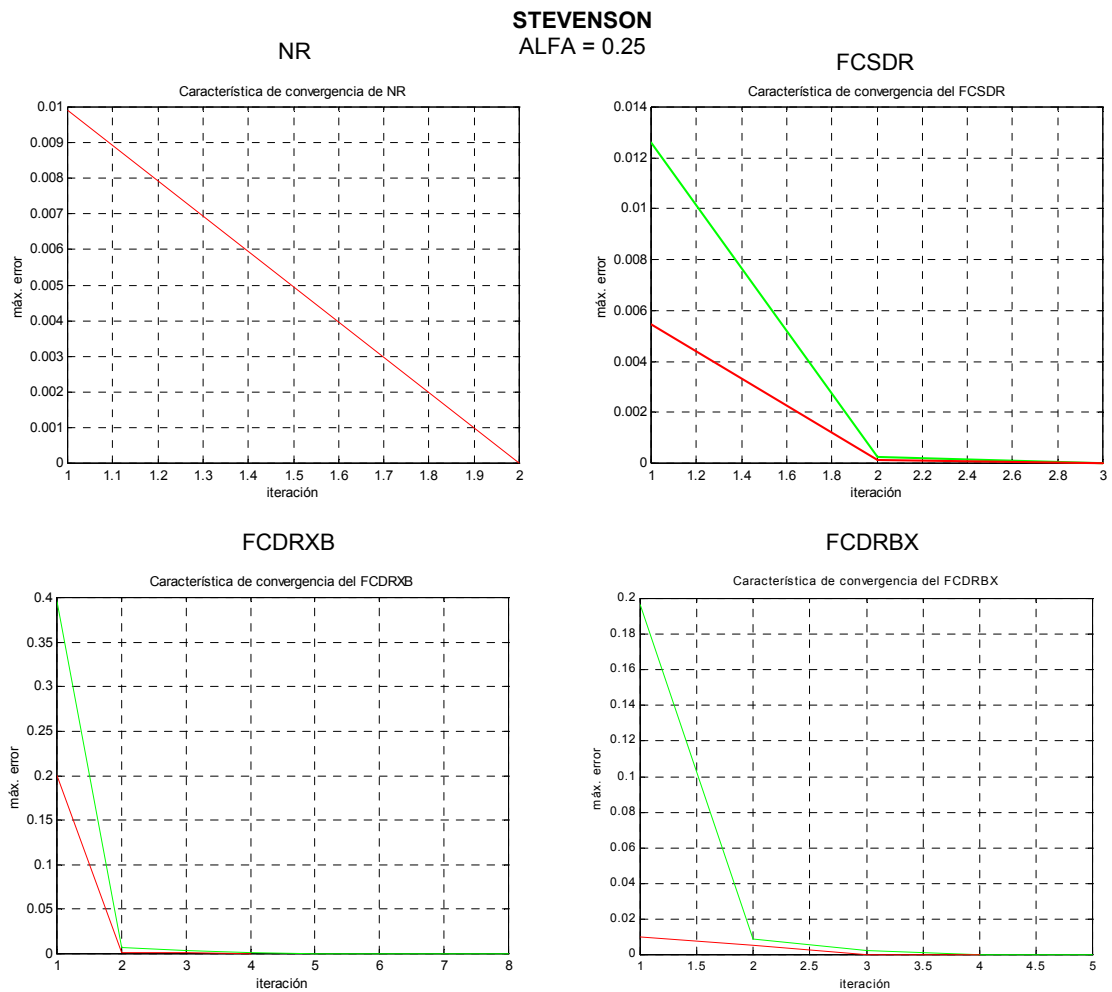 STEVENSON
ALFA = 0.25
NR
Característica de convergencia de NR
0.01
0.009
0.008
0.007
0.006
0.005
0.004
0.003
0.002
0.001
0
máx. error
1 1.1 1.2 1.3 1.4 1.5 1.6 1.7 1.8 1.9 2
iteración
FCSDR
Característica de convergencia del FCSDR
0.014
0.012
0.01
0.008
0.006
0.004
0.002
0
máx. error
1 1.2 1.4 1.6 1.8 2 2.2 2.4 2.6 2.8 3
iteración
FCDRXB
Característica de convergencia del FCDRXB
0.4
0.35
0.3
0.25
0.2
0.15
0.1
0.05
0
máx. error
1 2 3 4 5 6 7 8
iteración
FCDRBX
Característica de convergencia del FCDRBX
0.2
0.18
0.16
0.14
0.12
0.1
0.08
0.06
0.04
0.02
0
máx. error
1 1.5 2 2.5 3 3.5 4 4.5 5
iteración